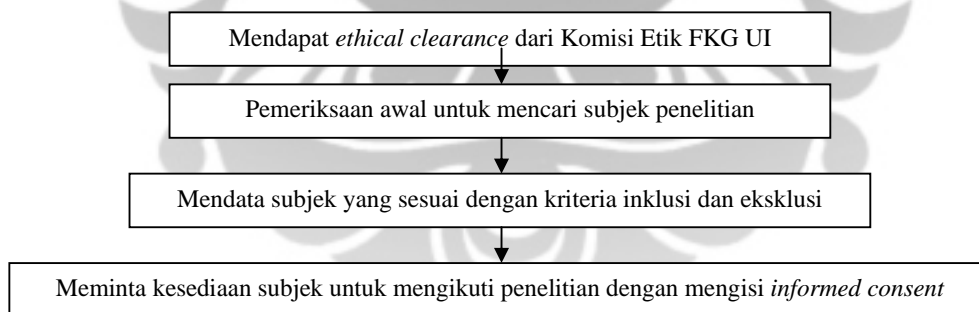 Mendapat ethical clearance dari Komisi Etik FKG UI
Pemeriksaan awal untuk mencari subjek penelitian
Mendata subjek yang sesuai dengan kriteria inklusi dan eksklusi
Meminta kesediaan subjek untuk mengikuti penelitian dengan mengisi informed consent